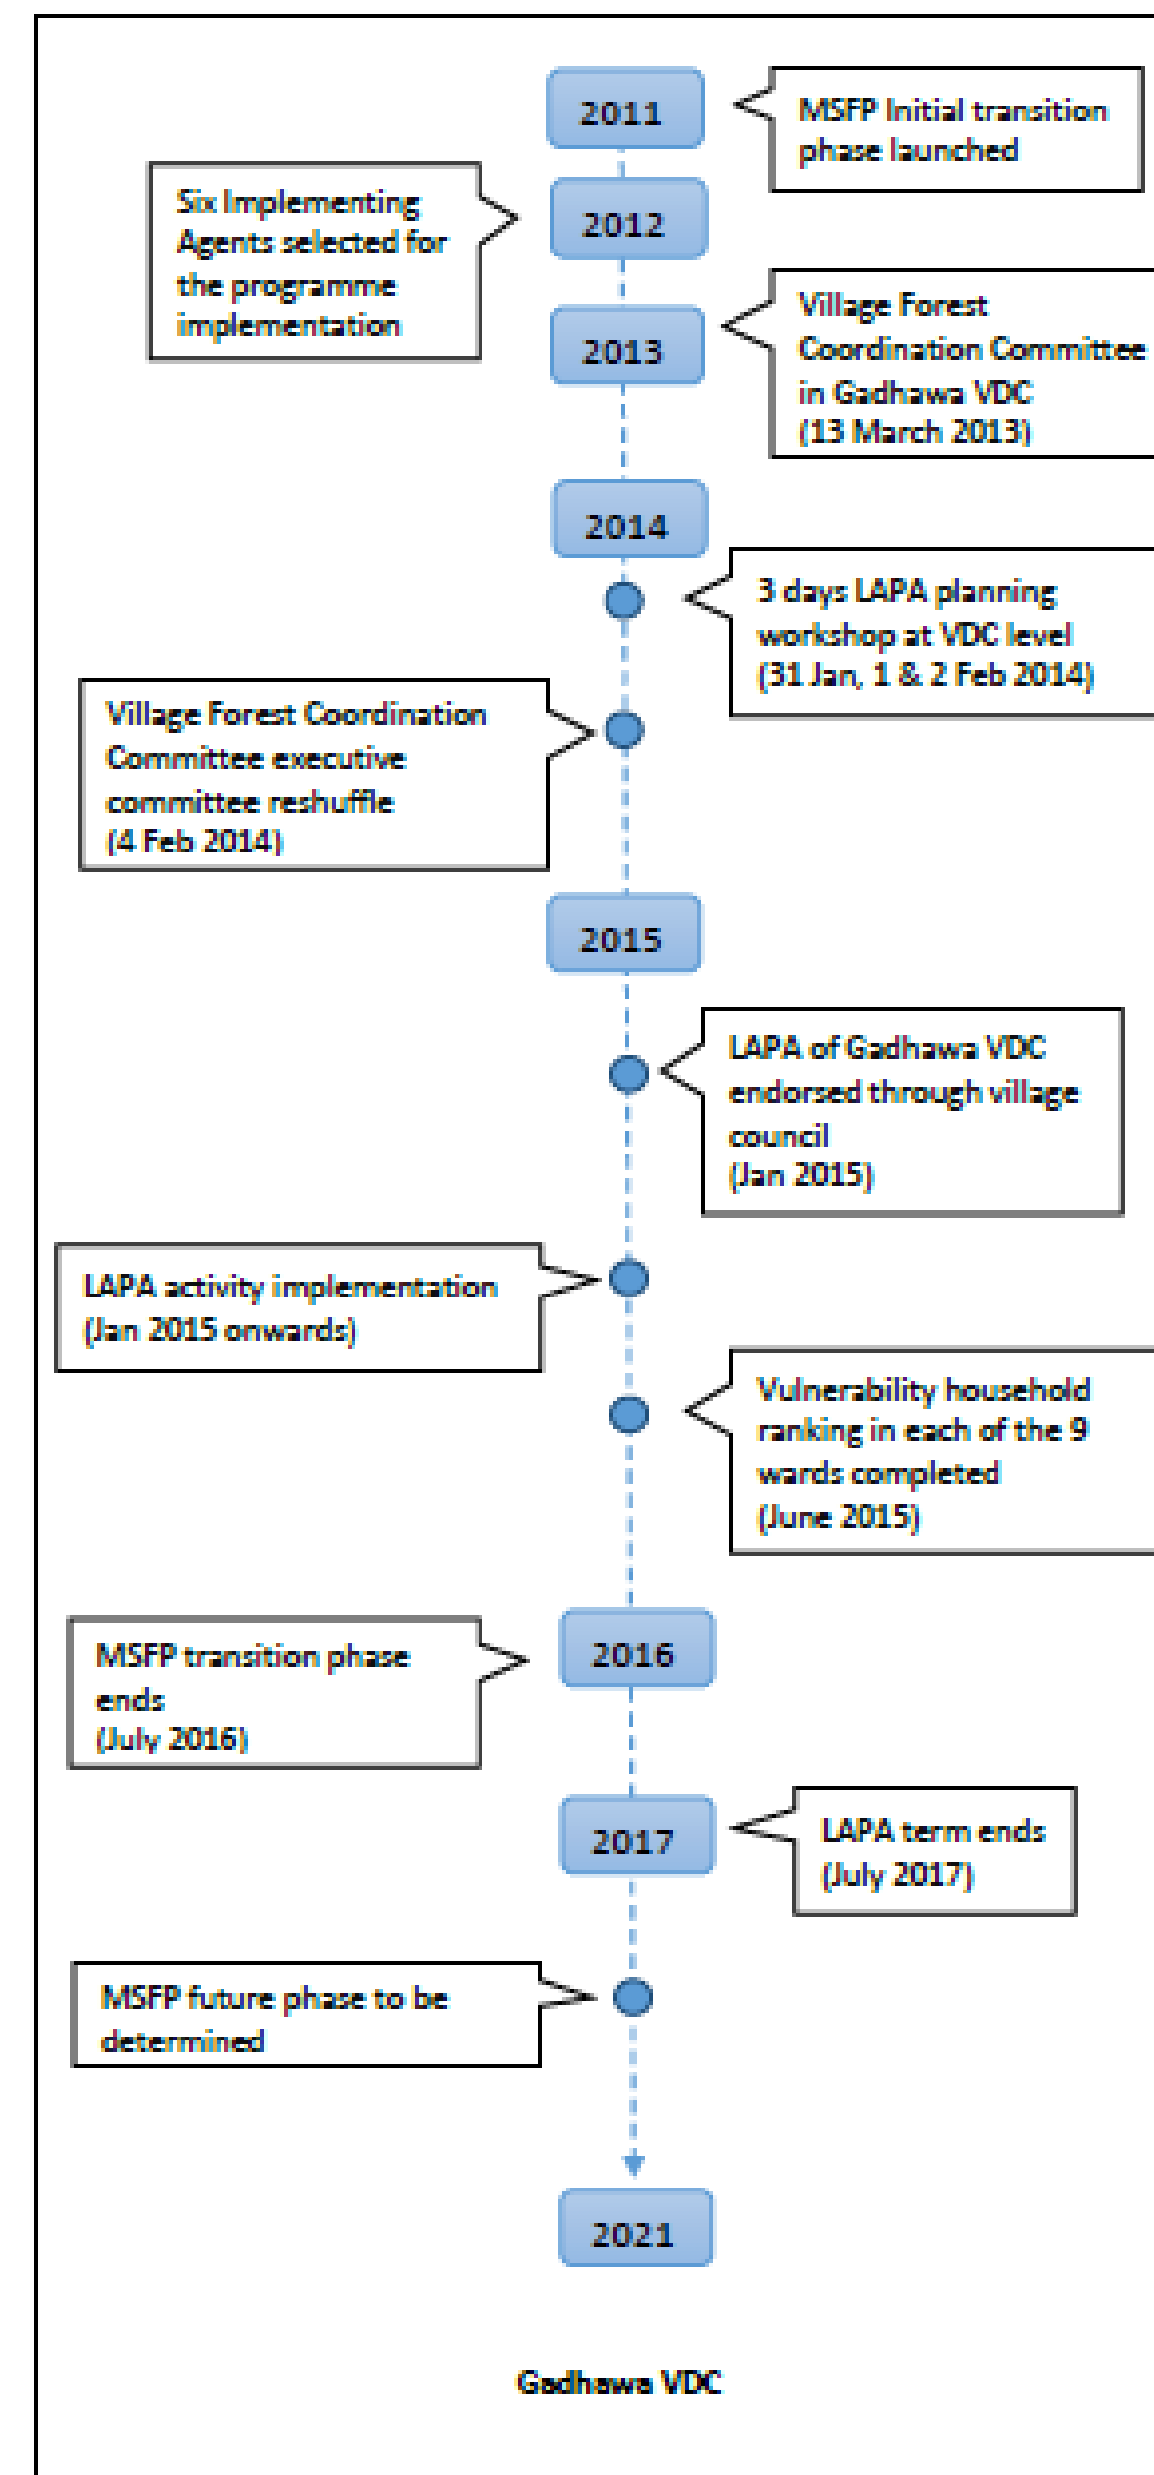 2011
MSFP Initial transition
phase launched
Six Implementing
Agents selected for
the programme
implementation
2012
Village Forest
Coordination Committee
in Gadhawa VDC
(13 March 2013)
2013
2014
3 days LAPA planning
workshop at VDC level
(31 Jan, 1 & 2 Feb 2014)
Village Forest Coordination
Committee executive
committee reshuffle
(4 Feb 2014)
2015
LAPA of Gadhawa VDC
endorsed through village
council
(Jan 2015)
LAPA activity implementation
(Jan 2015 onwards)
Vulnerability household
ranking in each of the 9
wards completed
(June 2015)
MSFP transition phase
ends
(July 2016)
2016
2017
LAPA term ends
(July 2017)
MSFP future phase to be
determined
2021
Gadhawa VDC